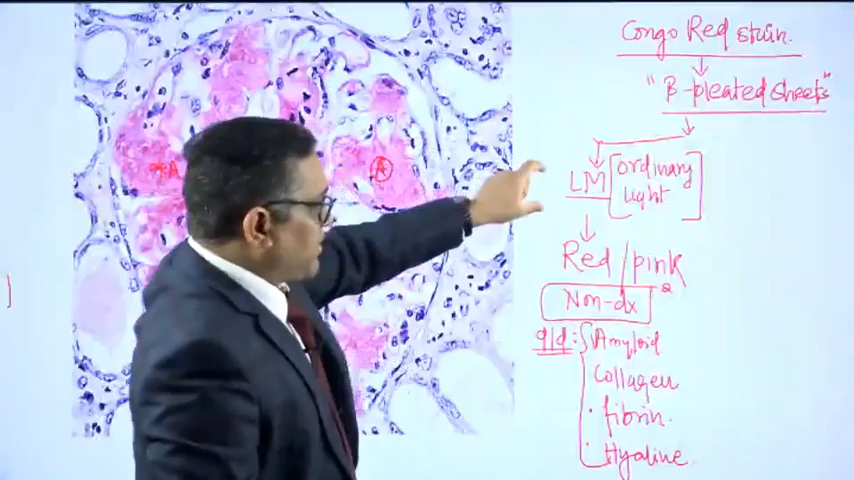 Congo Red stain.
"B-pleated sheets"
LM [ordinary light]
Red/pink
Non-dx
d/d: Amyloid
Collagen
· fibrin.
· Hyaline
*A
A
]